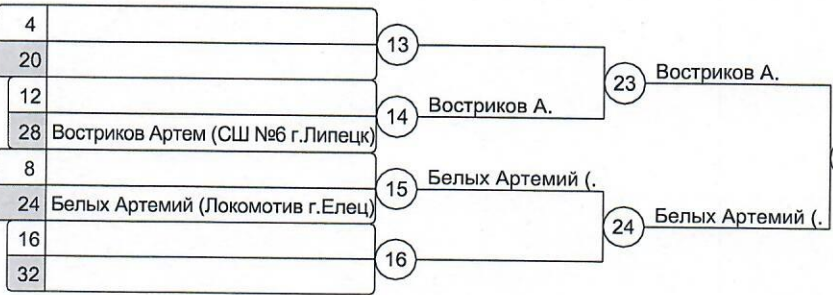 4
20
13
12
28 Востриков Артем (СШ №6 г.Липецк)
14 Востриков А.
23 Востриков А.
8
24 Белых Артемий (Локомотив г.Елец)
15 Белых Артемий (.
24 Белых Артемий (.
16
32
16